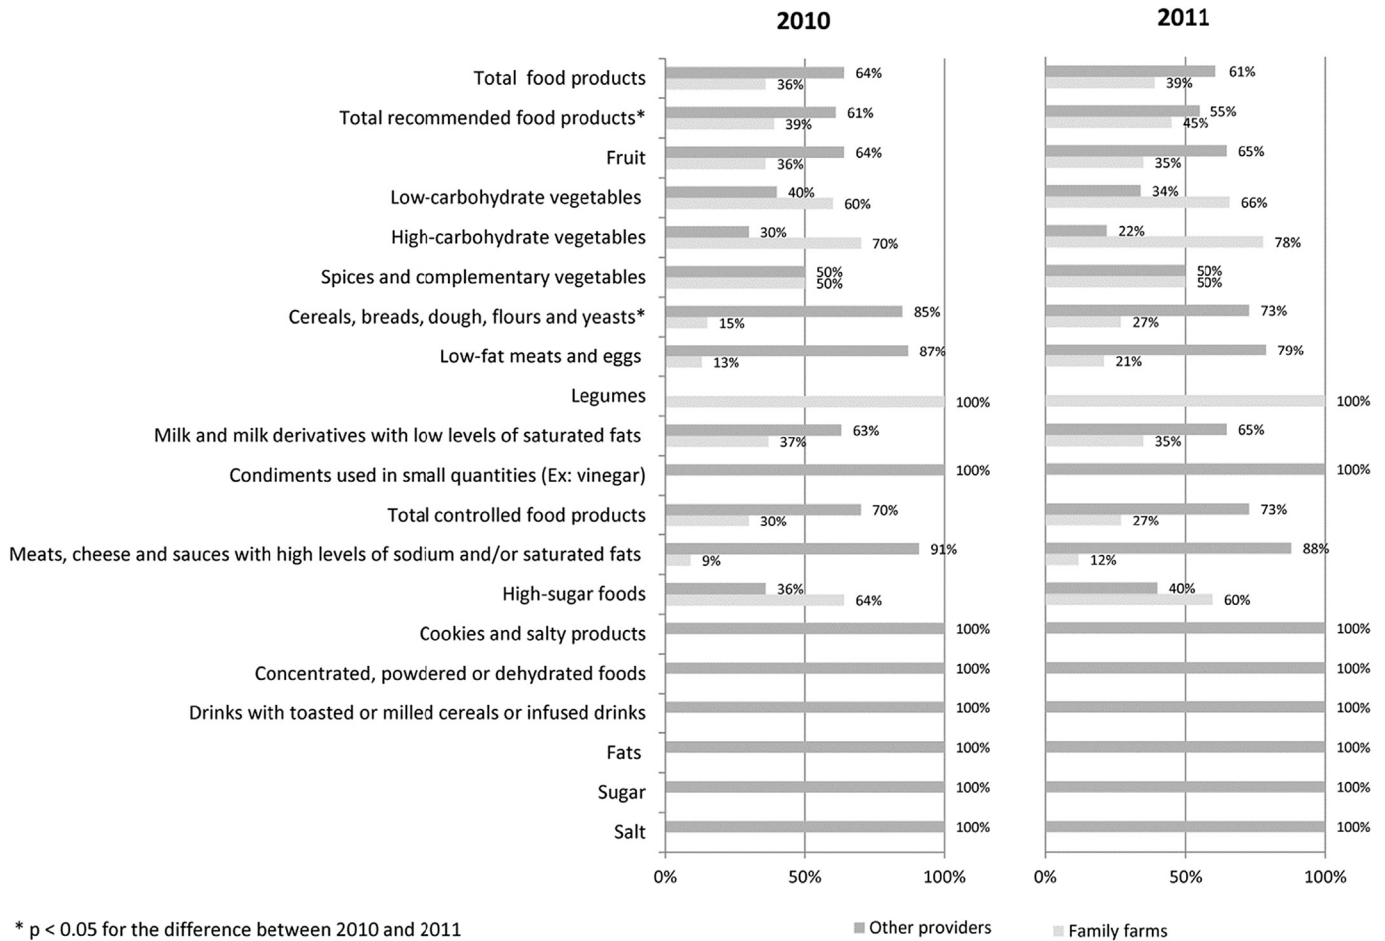 2010 2011
Total food products 64% 36% 61% 39%
Total recommended food products* 61% 39% 55% 45%
Fruit 64% 36% 65% 35%
Low-carbohydrate vegetables 40% 60% 34% 66%
High-carbohydrate vegetables 30% 70% 22% 78%
Spices and complementary vegetables 50% 50% 50% 50%
Cereals, breads, dough, flours and yeasts* 85% 15% 73% 27%
Low-fat meats and eggs 87% 13% 79% 21%
Legumes 100% 100%
Milk and milk derivatives with low levels of saturated fats 63% 37% 65% 35%
Condiments used in small quantities (Ex: vinegar) 100% 100%
Total controlled food products 70% 30% 73% 27%
Meats, cheese and sauces with high levels of sodium and/or saturated fats 91% 9% 88% 12%
High-sugar foods 36% 64% 40% 60%
Cookies and salty products 100% 100%
Concentrated, powdered or dehydrated foods 100% 100%
Drinks with toasted or milled cereals or infused drinks 100% 100%
Fats 100% 100%
Sugar 100% 100%
Salt 100% 100%
0% 50% 100% 0% 50% 100%
* p < 0.05 for the difference between 2010 and 2011 Other providers Family farms